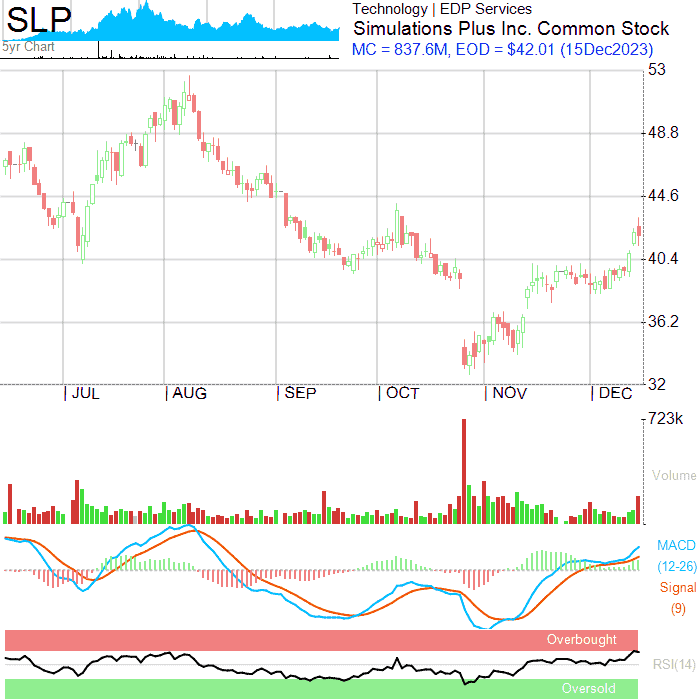 SLP
5yr Chart
Technology | EDP Services
Simulations Plus Inc. Common Stock
MC = 837.6M, EOD = $42.01 (15Dec2023)
53
48.8
44.6
40.4
36.2
32
JUL
AUG
SEP
OCT
NOV
DEC
723k
Volume
MACD
(12-26)
Signal
(9)
Overbought
RSI(14)
Oversold